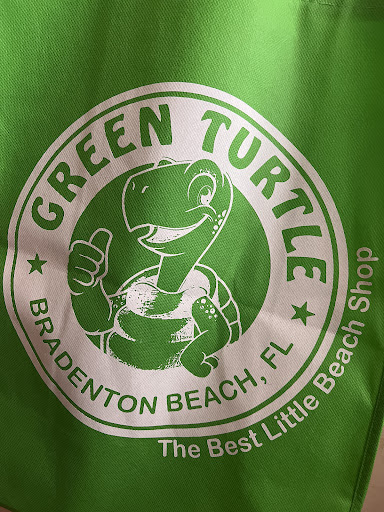 GREEN TURTLE
BRADENTON BEACH, FL
The Best Little Beach Shop